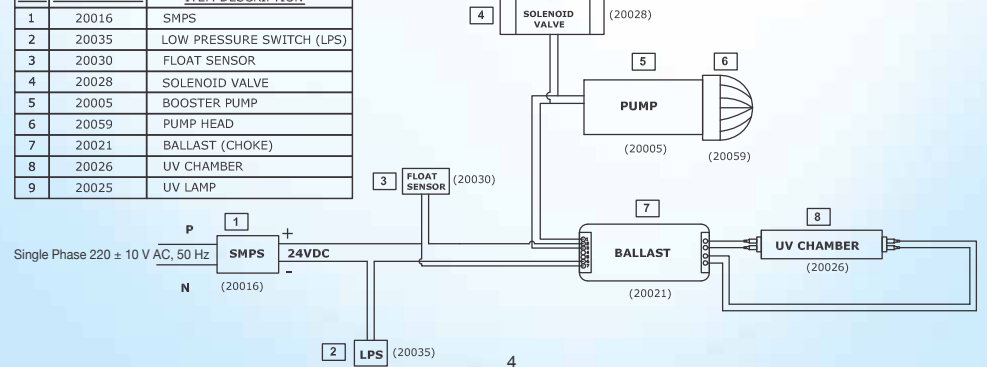 ITEM DESCRIPTION
1 20016 SMPS
2 20035 LOW PRESSURE SWITCH (LPS)
3 20030 FLOAT SENSOR
4 20028 SOLENOID VALVE
5 20005 BOOSTER PUMP
6 20059 PUMP HEAD
7 20021 BALLAST (CHOKE)
8 20026 UV CHAMBER
9 20025 UV LAMP
4
SOLENOID
VALVE
(20028)
5
6
PUMP
(20005)
(20059)
3
FLOAT
SENSOR
(20030)
7
BALLAST
(20021)
8
UV CHAMBER
(20026)
1
P
+
Single Phase 220 ± 10 V AC, 50 Hz
SMPS
24VDC
-
N
(20016)
2
LPS
(20035)
4